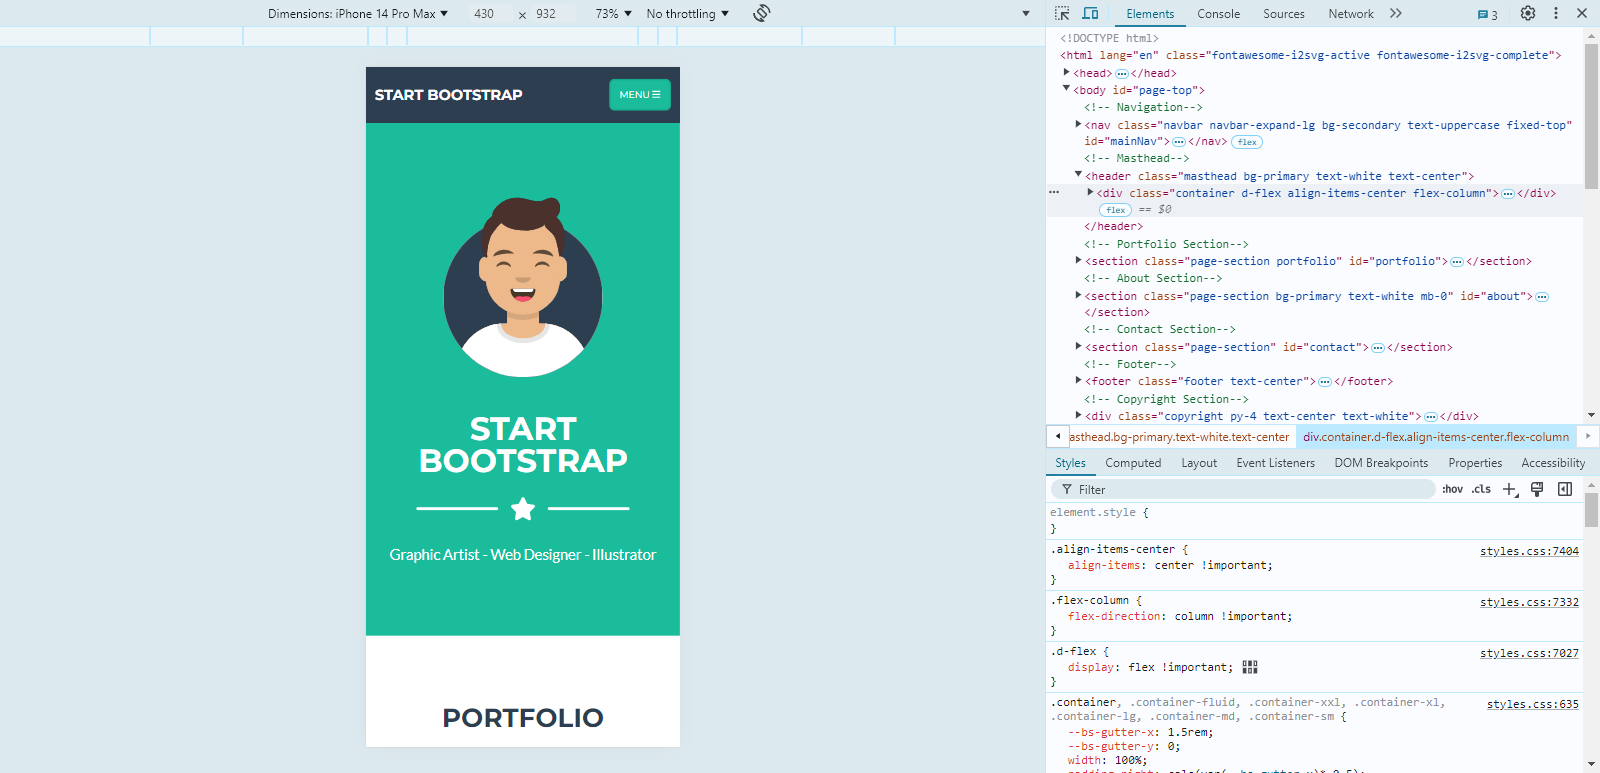 Dimensions: iPhone 14 Pro Max 430 × 932 73% No throttling
START BOOTSTRAP MENU
START
BOOTSTRAP
Graphic Artist - Web Designer - Illustrator
PORTFOLIO
Elements Console Sources Network 3
<!DOCTYPE html>
<html lang="en" class="fontawesome-i2svg-active fontawesome-i2svg-complete">
<head>…</head>
<body id="page-top">
<!-- Navigation-->
<nav class="navbar navbar-expand-lg bg-secondary text-uppercase fixed-top"
id="mainNav">…</nav> flex
<!-- Masthead-->
<header class="masthead bg-primary text-white text-center">
<div class="container d-flex align-items-center flex-column">…</div>
flex == $0
</header>
<!-- Portfolio Section-->
<section class="page-section portfolio" id="portfolio">…</section>
<!-- About Section-->
<section class="page-section bg-primary text-white mb-0" id="about">…
</section>
<!-- Contact Section-->
<section class="page-section" id="contact">…</section>
<!-- Footer-->
<footer class="footer text-center">…</footer>
<!-- Copyright Section-->
<div class="copyright py-4 text-center text-white">…</div>
asthead.bg-primary.text-white.text-center div.container.d-flex.align-items-center.flex-column
Styles Computed Layout Event Listeners DOM Breakpoints Properties Accessibility
Filter :hov .cls
element.style {
}
.align-items-center { styles.css:7404
align-items: center !important;
}
.flex-column { styles.css:7332
flex-direction: column !important;
}
.d-flex { styles.css:7027
display: flex !important;
}
.container, .container-fluid, .container-xxl, .container-xl, styles.css:635
.container-lg, .container-md, .container-sm {
--bs-gutter-x: 1.5rem;
--bs-gutter-y: 0;
width: 100%;
padding-right: calc(var(--bs-gutter-x)* 0.5);